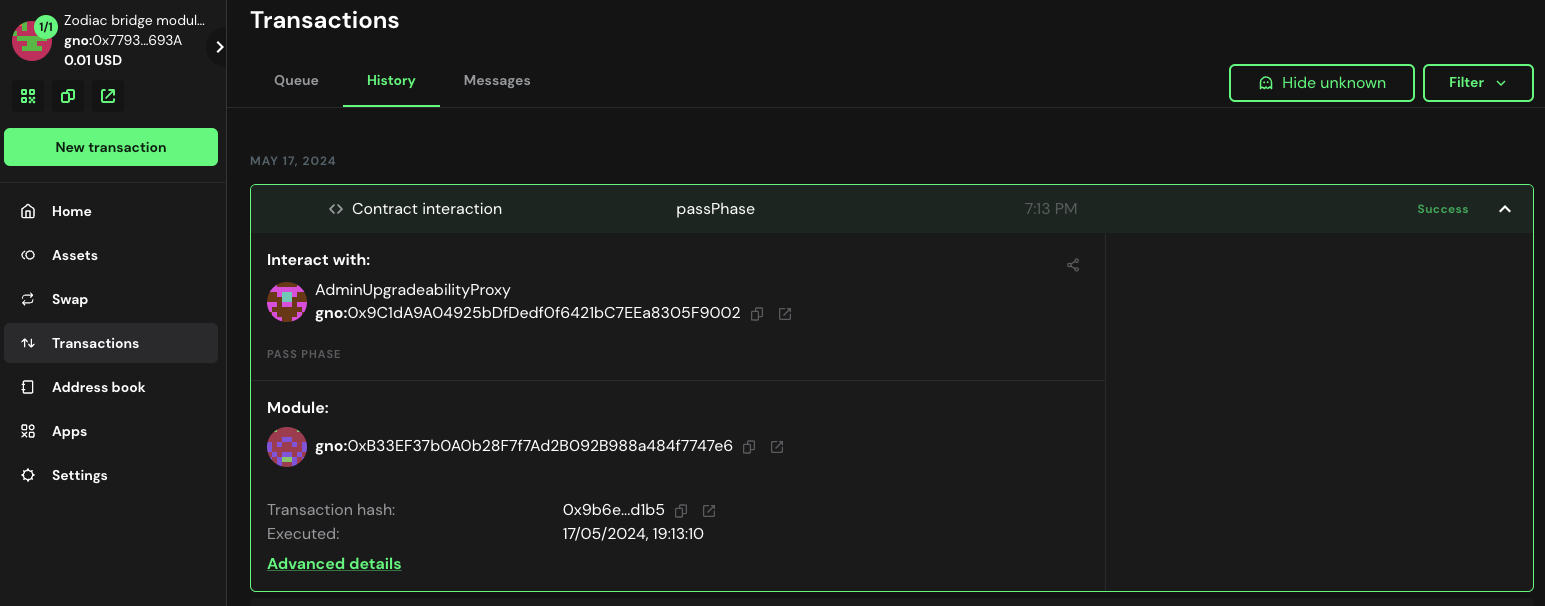 Zodiac bridge modul...
1/1
gno:0x7793...693A
0.01 USD
New transaction
Home
Assets
Swap
Transactions
Address book
Apps
Settings
Transactions
Queue
History
Messages
Hide unknown
Filter
MAY 17, 2024
Contract interaction
passPhase
7:13 PM
Success
Interact with:
AdminUpgradeabilityProxy
gno:0x9C1dA9A04925bDfDedf0f6421bC7EEa8305F9002
PASS PHASE
Module:
gno:0xB33EF37b0A0b28F7f7Ad2B092B988a484f7747e6
Transaction hash:
0x9b6e...d1b5
Executed:
17/05/2024, 19:13:10
Advanced details